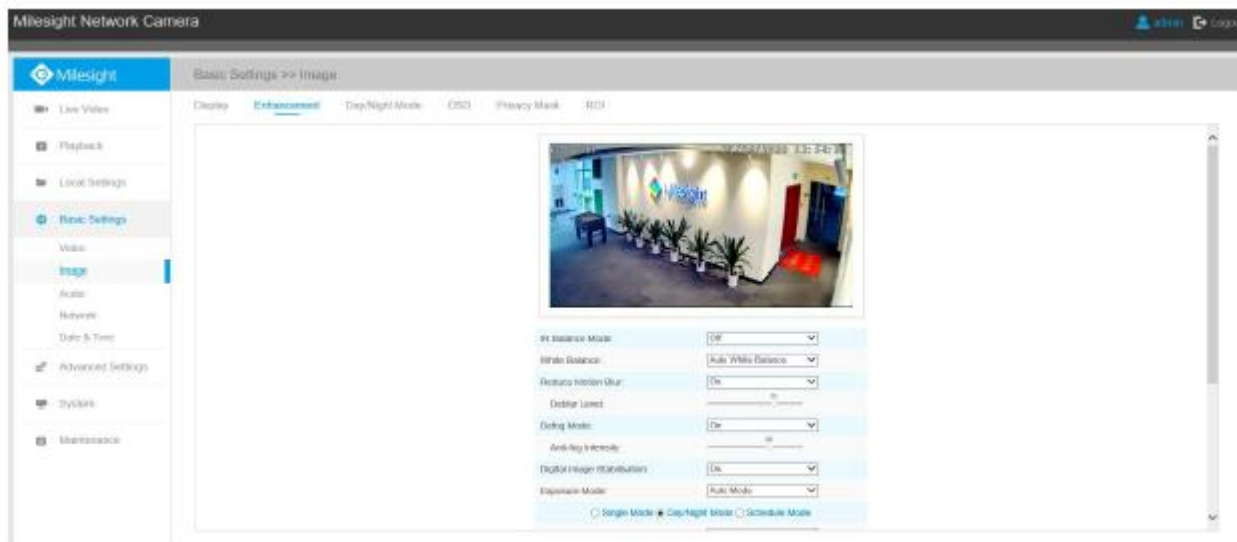 Milesight Network Camera
admin
Milesight
Basic Settings >> Image
Live Video
Display Enhancement Day/Night Mode OSD Privacy Mask ROI
Playback
Local Settings
Basic Settings
Video
Image
Audio
Network
Date & Time
Advanced Settings
System
Maintenance
Milesight
IR Balance Mode: Off
White Balance: Auto White Balance
Reduce Motion Blur: On
Deblur Level:
Defog Mode: On
Anti-fog Intensity:
Digital Image Stabilisation: On
Exposure Mode: Auto Mode
Single Mode Day/Night Mode Schedule Mode